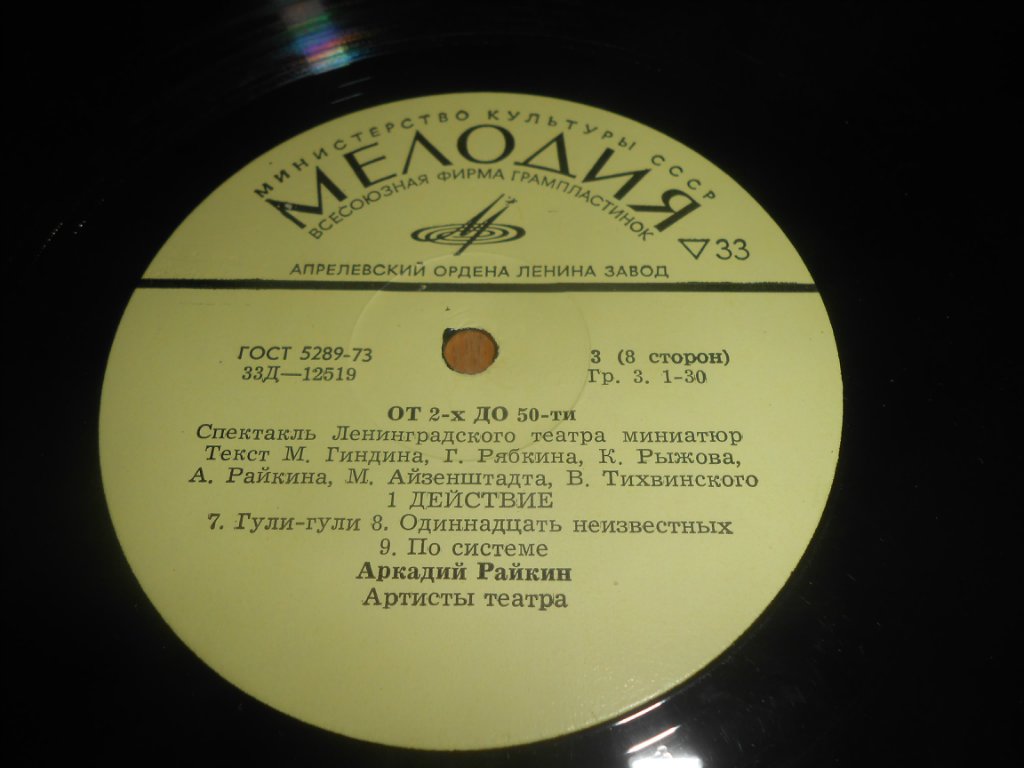 МИНИСТЕРСТВО КУЛЬТУРЫ СССР
МЕЛОДИЯ
ВСЕСОЮЗНАЯ ФИРМА ГРАМПЛАСТИНОК
33
АПРЕЛЕВСКИЙ ОРДЕНА ЛЕНИНА ЗАВОД
ГОСТ 5289-73
33Д—12519
3 (8 сторон)
Гр. 3. 1-30
ОТ 2-х ДО 50-ти
Спектакль Ленинградского театра миниатюр
Текст М. Гиндина, Г. Рябкина, К. Рыжова,
А. Райкина, М. Айзенштадта, В. Тихвинского
1 ДЕЙСТВИЕ
7. Гули-гули 8. Одиннадцать неизвестных
9. По системе
Аркадий Райкин
Артисты театра